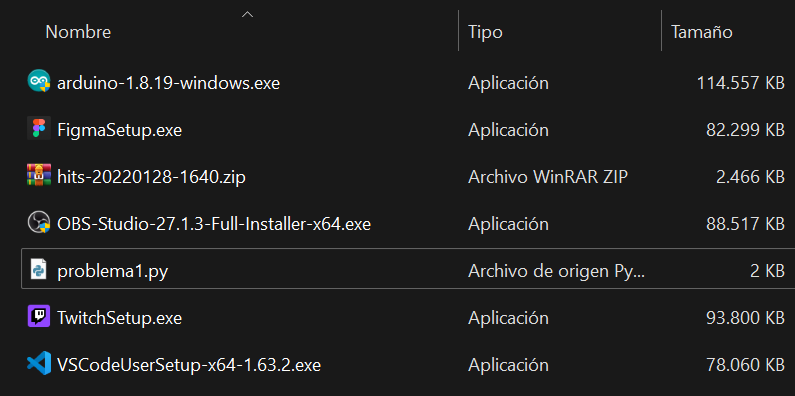 Nombre Tipo Tamaño
arduino-1.8.19-windows.exe Aplicación 114.557 KB
FigmaSetup.exe Aplicación 82.299 KB
hits-20220128-1640.zip Archivo WinRAR ZIP 2.466 KB
OBS-Studio-27.1.3-Full-Installer-x64.exe Aplicación 88.517 KB
problema1.py Archivo de origen Py... 2 KB
TwitchSetup.exe Aplicación 93.800 KB
VSCodeUserSetup-x64-1.63.2.exe Aplicación 78.060 KB